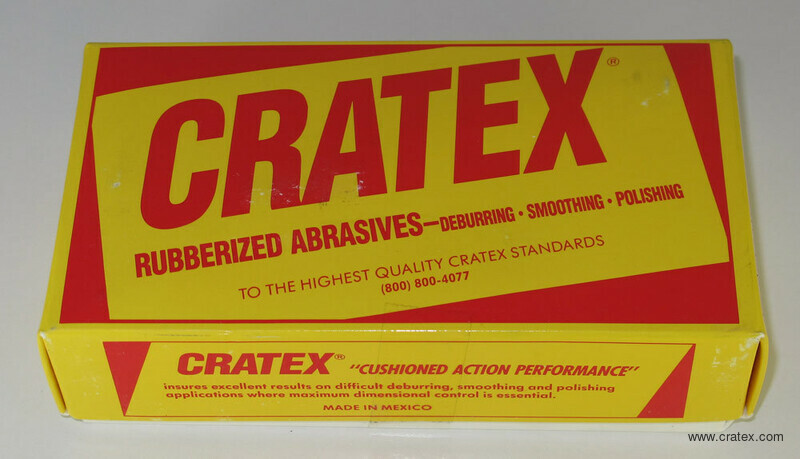 CRATEX®
RUBBERIZED ABRASIVES—DEBURRING • SMOOTHING • POLISHING
TO THE HIGHEST QUALITY CRATEX STANDARDS
(800) 800-4077
CRATEX® "CUSHIONED ACTION PERFORMANCE"
insures excellent results on difficult deburring, smoothing and polishing
applications where maximum dimensional control is essential.
MADE IN MEXICO
www.cratex.com